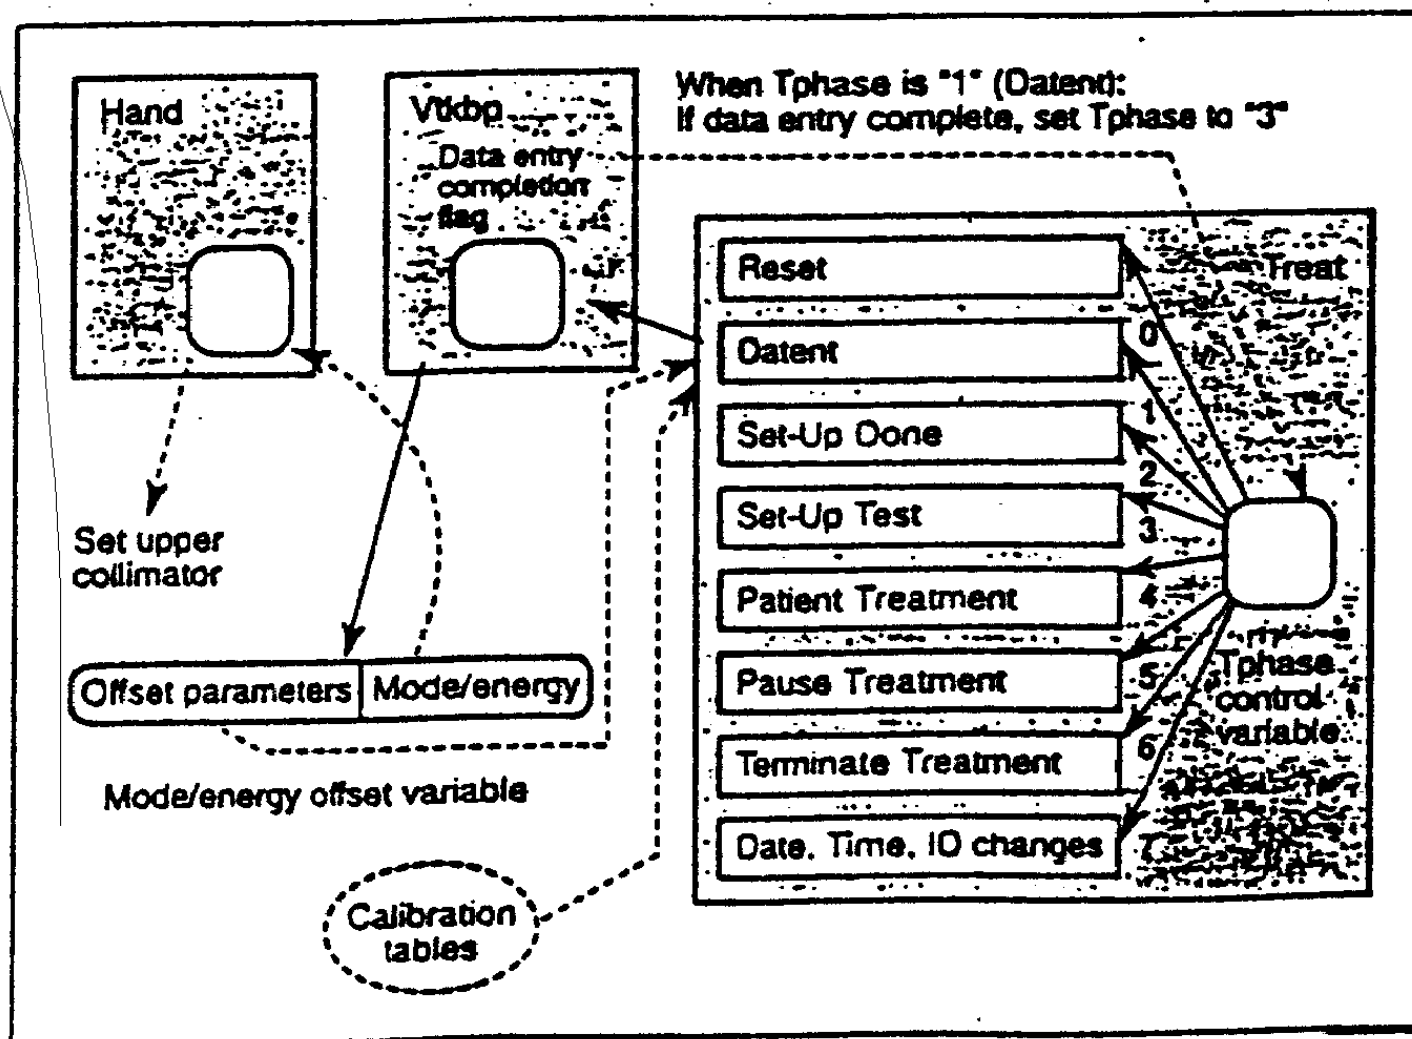 Hand
Vtkbp
Data entry
completion
flag
When Tphase is "1" (Datent):
If data entry complete, set Tphase to "3"
Treat
Reset
0
Datent
1
Set-Up Done
2
Set-Up Test
3
Patient Treatment
4
Pause Treatment
5
Terminate Treatment
6
Date, Time, ID changes
7
Tphase
control
variable
Set upper
collimator
Offset parameters
Mode/energy
Mode/energy offset variable
Calibration
tables